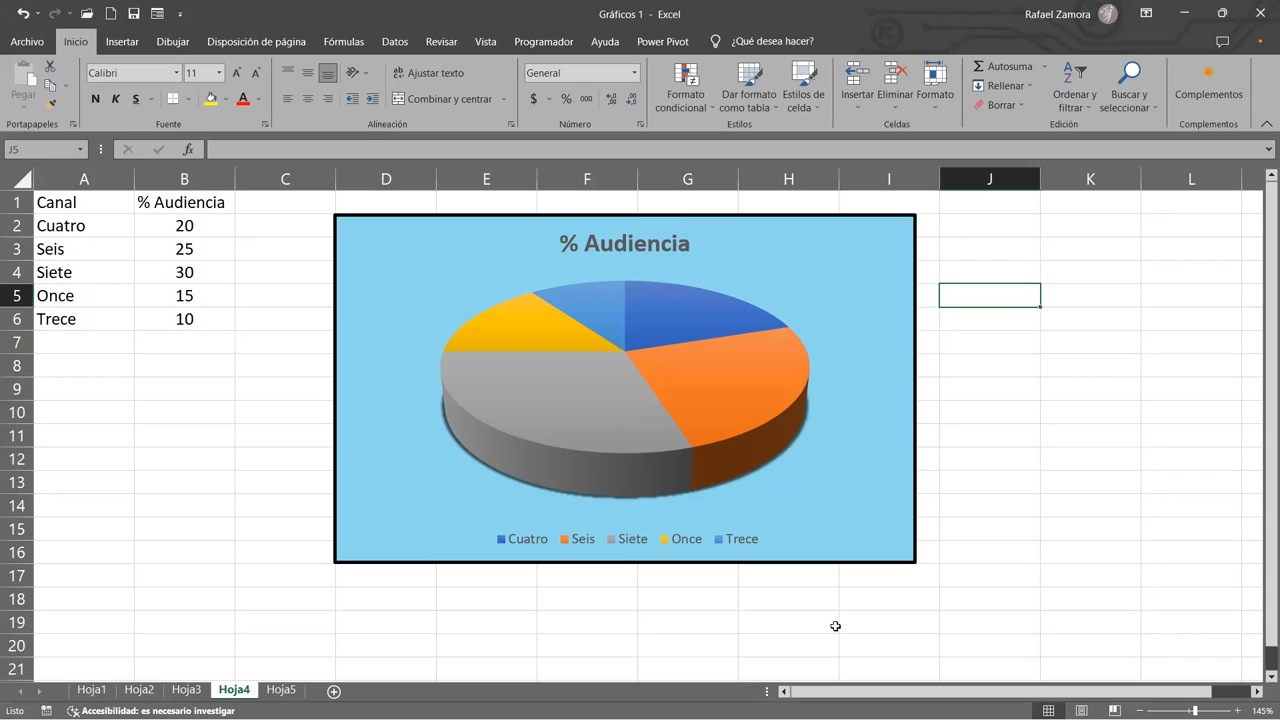 Gráficos 1 - Excel
Rafael Zamora
Archivo Inicio Insertar Dibujar Disposición de página Fórmulas Datos Revisar Vista Programador Ayuda Power Pivot ¿Qué desea hacer?
Pegar
Calibri 11
N K S
Ajustar texto
Combinar y centrar
General
$ % 000
Formato condicional
Dar formato como tabla
Estilos de celda
Insertar Eliminar Formato
Autosuma
Rellenar
Borrar
Ordenar y filtrar
Buscar y seleccionar
Complementos
Portapapeles Fuente Alineación Número Estilos Celdas Edición Complementos
J5 fx
A B C D E F G H I J K L
1 Canal % Audiencia
2 Cuatro 20
3 Seis 25
4 Siete 30
5 Once 15
6 Trece 10
7
8
9
10
11
12
13
14
15
16
17
18
19
20
21
% Audiencia
Cuatro Seis Siete Once Trece
Hoja1 Hoja2 Hoja3 Hoja4 Hoja5
Listo Accesibilidad: es necesario investigar 145%